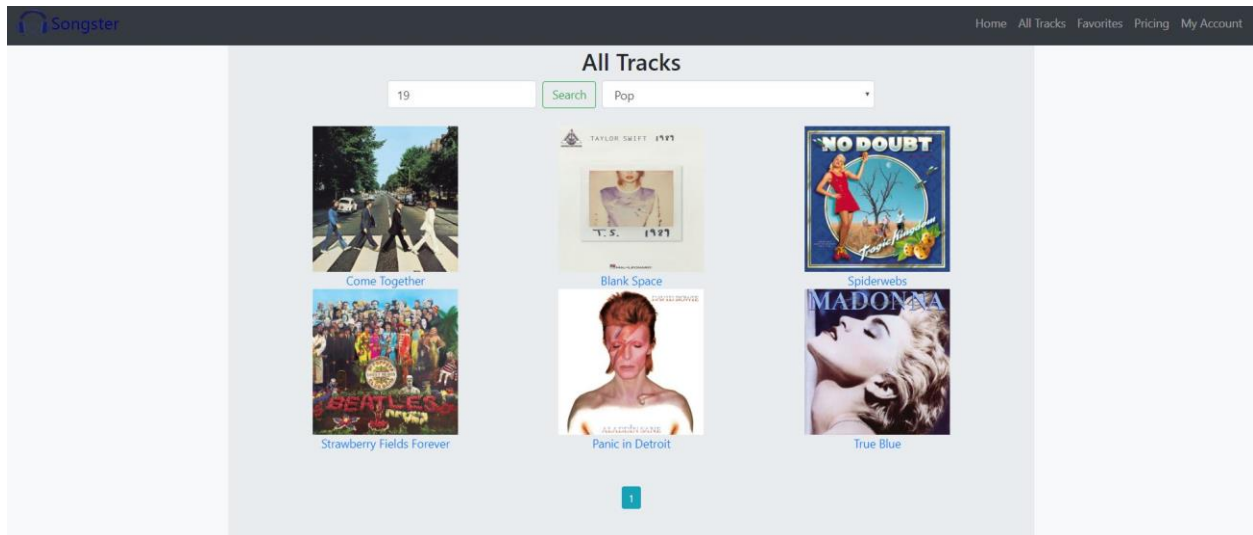 Songster
Home All Tracks Favorites Pricing My Account
All Tracks
19 Search Pop
TAYLOR SWIFT 1989
T. S. 1989
NO DOUBT
Tragic Kingdom
Come Together
Blank Space
Spiderwebs
BEATLES
DAVID BOWIE
ALADDIN SANE
MADONNA
Strawberry Fields Forever
Panic in Detroit
True Blue
1